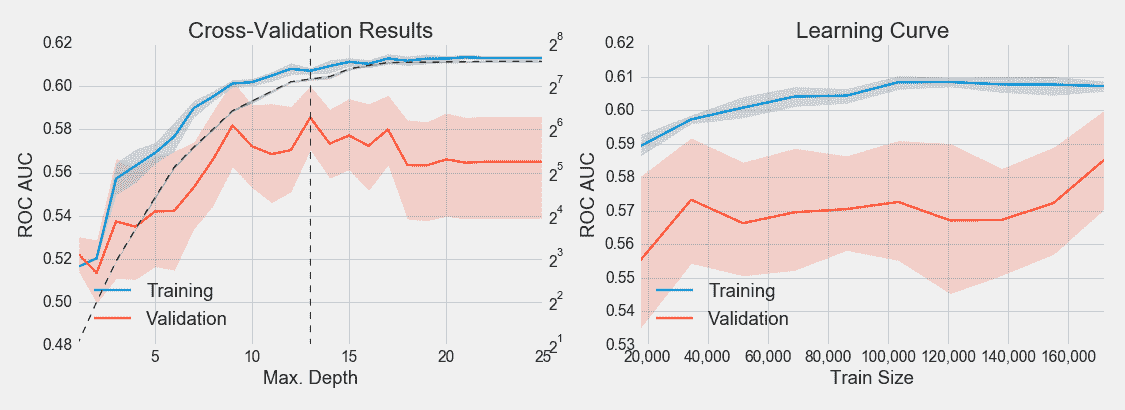 Cross-Validation Results
ROC AUC
0.62
0.60
0.58
0.56
0.54
0.52
0.50
0.48
2^8
2^7
2^6
2^5
2^4
2^3
2^2
2^1
Training
Validation
5 10 15 20 25
Max. Depth
Learning Curve
ROC AUC
0.62
0.61
0.60
0.59
0.58
0.57
0.56
0.55
0.54
0.53
Training
Validation
20,000 40,000 60,000 80,000 100,000 120,000 140,000 160,000
Train Size